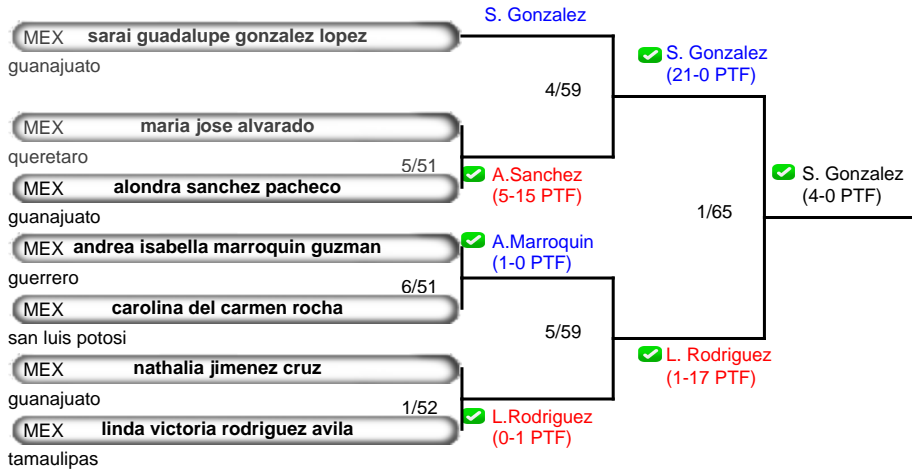 S. Gonzalez
MEX sarai guadalupe gonzalez lopez
guanajuato
S. Gonzalez
(21-0 PTF)
4/59
MEX maria jose alvarado
queretaro
5/51
MEX alondra sanchez pacheco
guanajuato
A.Sanchez
(5-15 PTF)
S. Gonzalez
(4-0 PTF)
1/65
MEX andrea isabella marroquin guzman
guerrero
A.Marroquin
(1-0 PTF)
6/51
MEX carolina del carmen rocha
san luis potosi
5/59
L. Rodriguez
(1-17 PTF)
MEX nathalia jimenez cruz
guanajuato
1/52
MEX linda victoria rodriguez avila
tamaulipas
L.Rodriguez
(0-1 PTF)